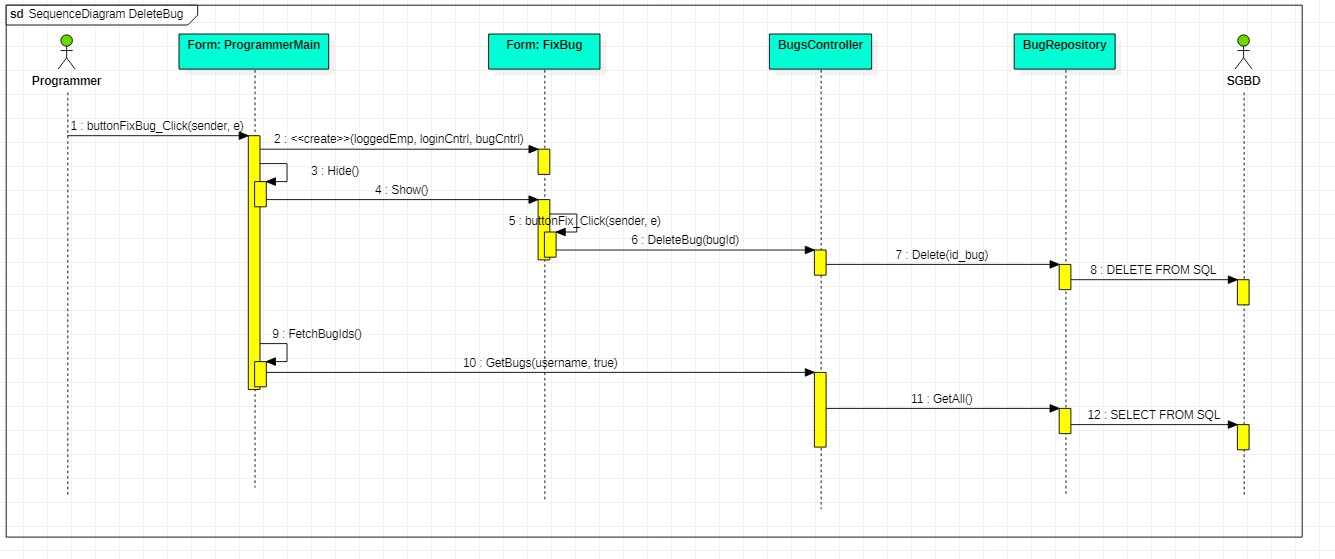 sd SequenceDiagram DeleteBug
Form: ProgrammerMain
Form: FixBug
BugsController
BugRepository
Programmer
SGBD
1 : buttonFixBug_Click(sender, e)
2 : <<create>>(loggedEmp, loginCntrl, bugCntrl)
3 : Hide()
4 : Show()
5 : buttonFix_Click(sender, e)
6 : DeleteBug(bugId)
7 : Delete(id_bug)
8 : DELETE FROM SQL
9 : FetchBugIds()
10 : GetBugs(username, true)
11 : GetAll()
12 : SELECT FROM SQL